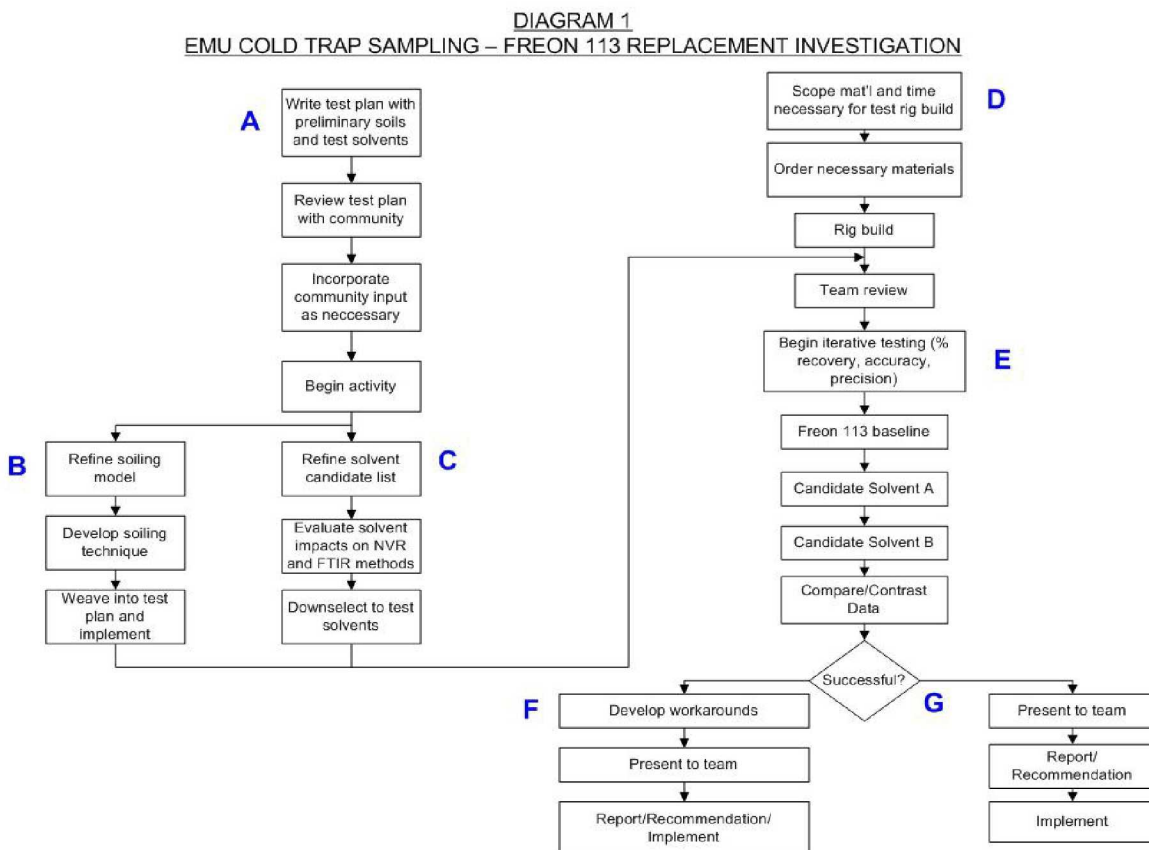 DIAGRAM 1
EMU COLD TRAP SAMPLING – FREON 113 REPLACEMENT INVESTIGATION
A
Write test plan with
preliminary soils
and test solvents
Review test plan
with community
Incorporate
community input
as neccessary
Begin activity
B
Refine soiling
model
Develop soiling
technique
Weave into test
plan and
implement
C
Refine solvent
candidate list
Evaluate solvent
impacts on NVR
and FTIR methods
Downselect to test
solvents
D
Scope mat'l and time
necessary for test rig build
Order necessary materials
Rig build
Team review
E
Begin iterative testing (%
recovery, accuracy,
precision)
Freon 113 baseline
Candidate Solvent A
Candidate Solvent B
Compare/Contrast
Data
Successful?
F
Develop workarounds
Present to team
Report/Recommendation/
Implement
G
Present to team
Report/
Recommendation
Implement